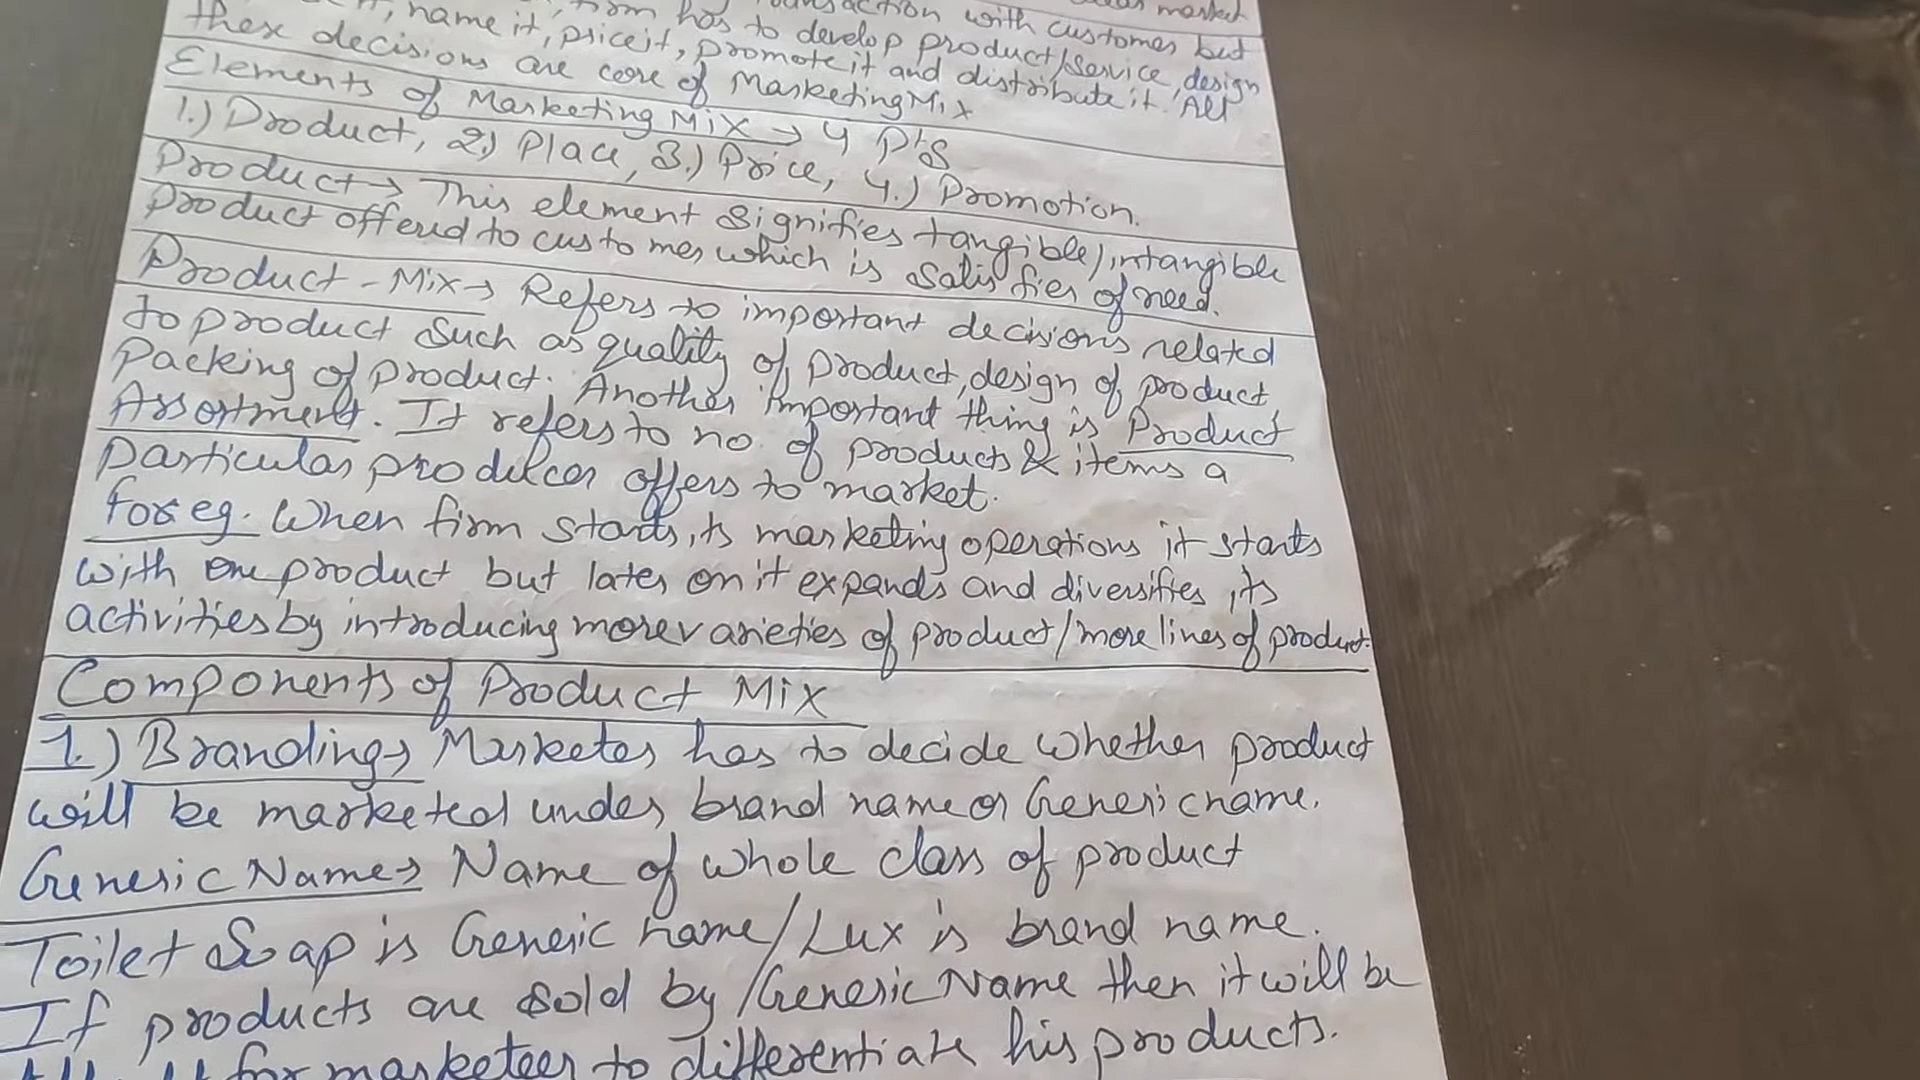 market
transaction with customer but
it, name it, price it, promote it and distribute it. All
firm has to develop product/service, design
these decisions are core of Marketing Mix
Elements of Marketing Mix → 4 P's
1.) Product, 2.) Place, 3.) Price, 4.) Promotion.
Product → This element signifies tangible/intangible
product offered to customer which is satisfies of need.
Product - Mix → Refers to important decisions related
to product such as quality of product, design of product,
Packing of product. Another important thing is Product
Assortment. It refers to no. of products & items a
particular producer offers to market.
For eg. When firm starts its marketing operations it starts
with one product but later on it expands and diversifies its
activities by introducing more varieties of product/more lines of product.
Components of Product Mix
1.) Branding → Marketer has to decide whether product
will be marketed under brand name or Generic name.
Generic Name → Name of whole class of product
Toilet Soap is Generic name/Lux is brand name.
If products are sold by/Generic Name then it will be
for marketeer to differentiate his products.